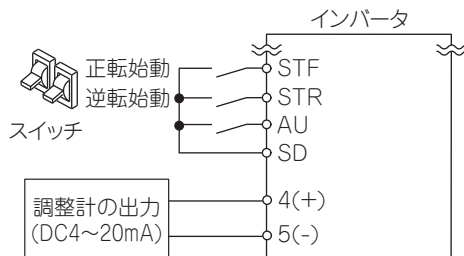 インバータ
正転始動
STF
逆転始動
STR
スイッチ
AU
SD
調整計の出力
(DC4～20mA)
4(+)
5(-)